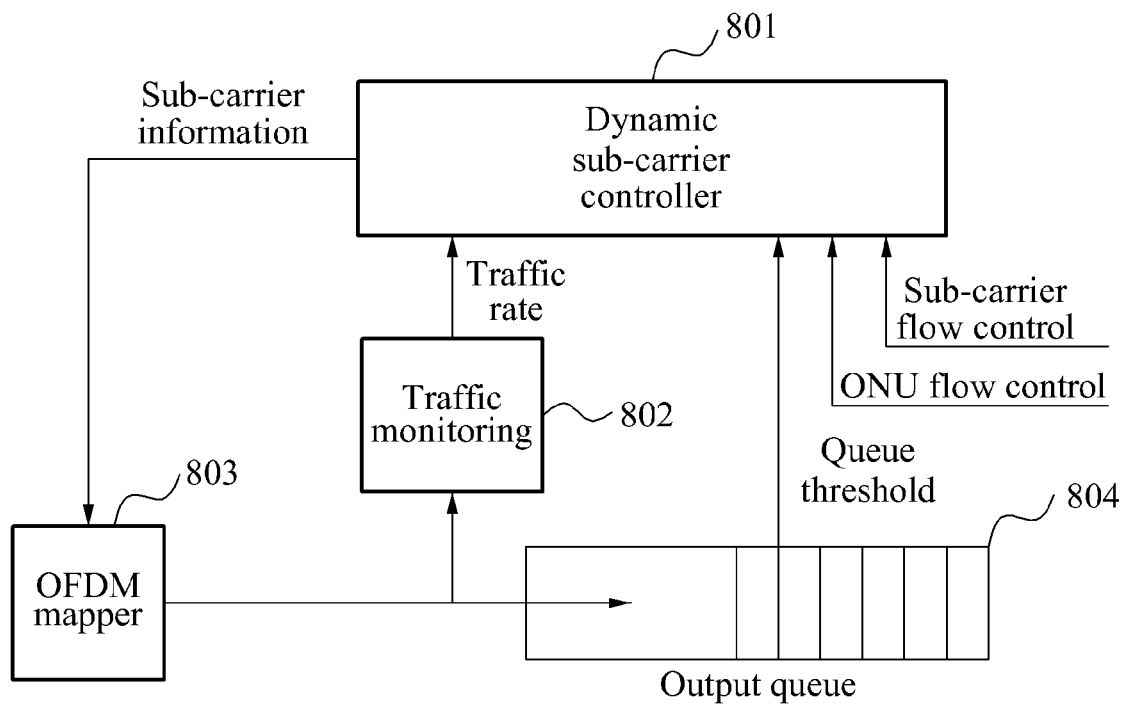 801
Sub-carrier
information
Dynamic
sub-carrier
controller
Traffic
rate
Sub-carrier
flow control
ONU flow control
Traffic
monitoring
802
Queue
threshold
803
804
OFDM
mapper
Output queue